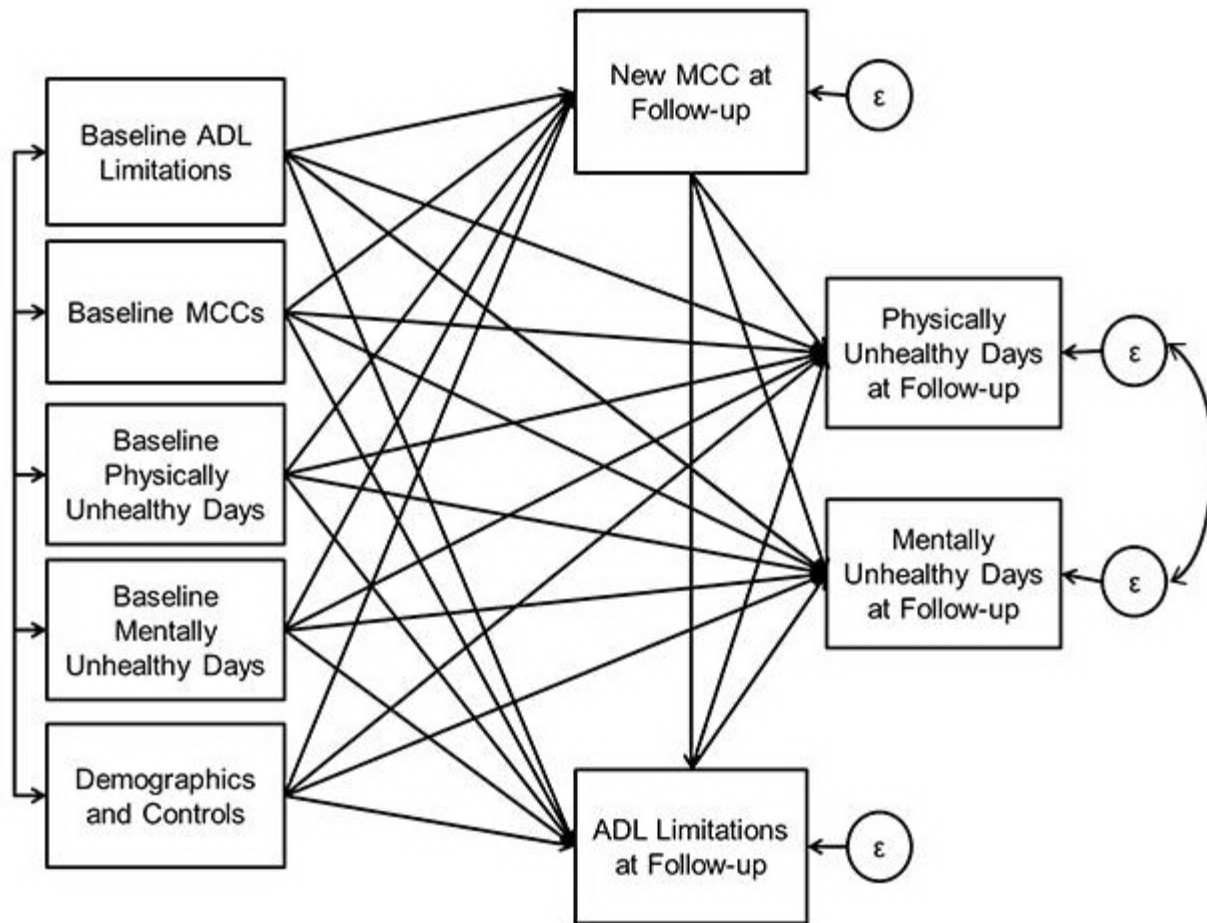 New MCC at
Follow-up
ε
Baseline ADL
Limitations
Baseline MCCs
Physically
Unhealthy Days
at Follow-up
ε
Baseline
Physically
Unhealthy Days
Mentally
Unhealthy Days
at Follow-up
ε
Baseline
Mentally
Unhealthy Days
Demographics
and Controls
ADL Limitations
at Follow-up
ε